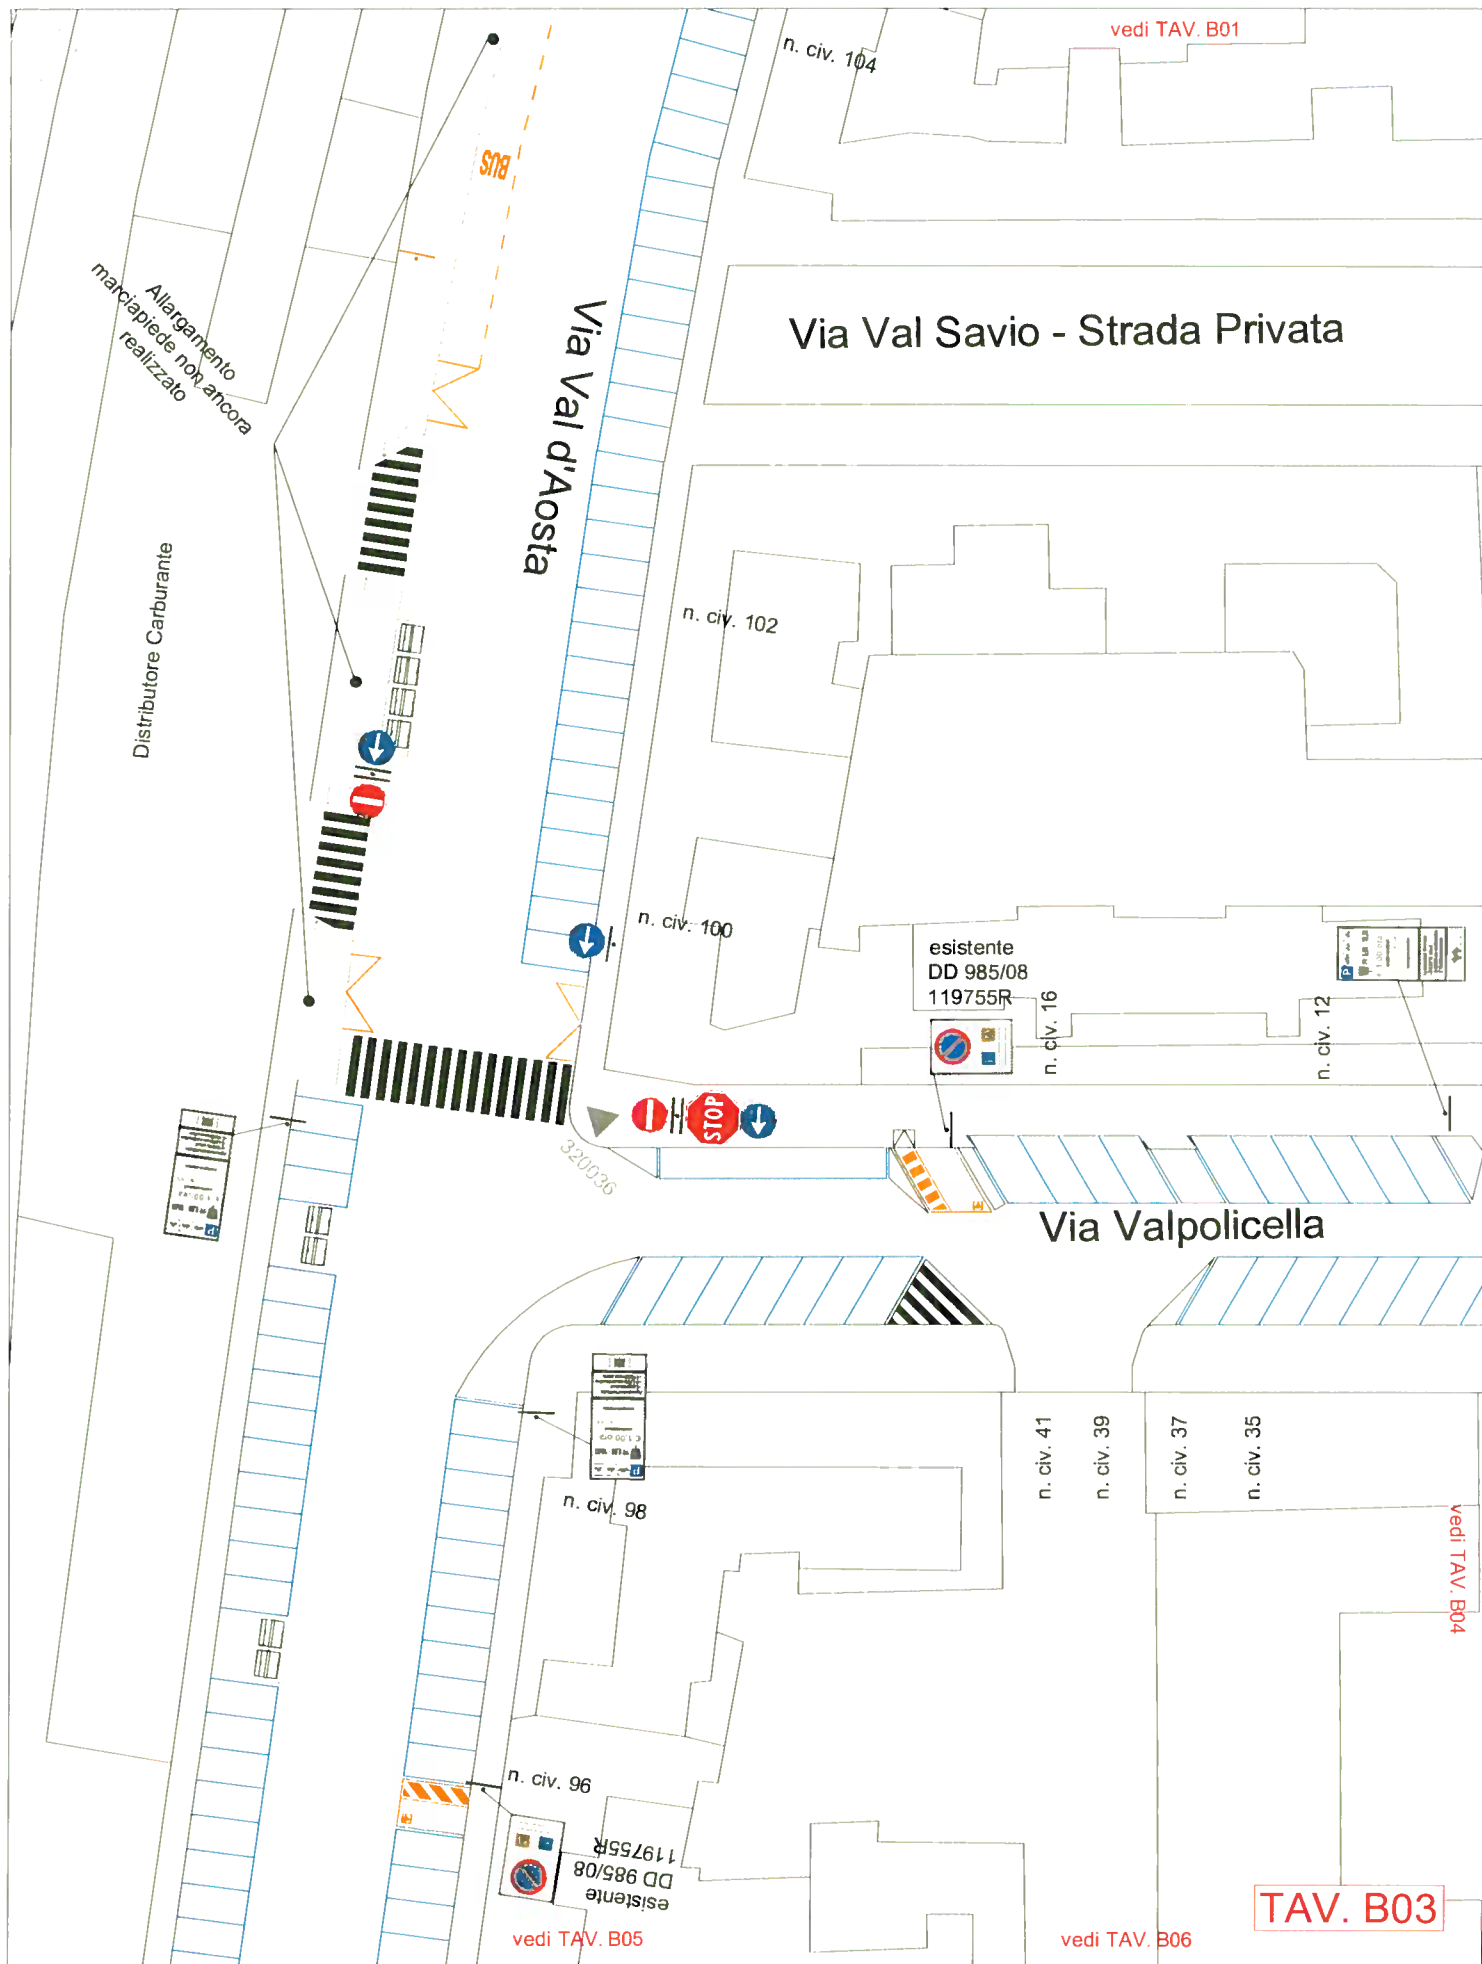 vedi TAV. B01
n. civ. 104
BUS
Allargamento
marciapiede non ancora
realizzato
Via Val d'Aosta
Via Val Savio - Strada Privata
Distributore Carburante
n. civ. 102
n. civ. 100
esistente
DD 985/08
119755R
n. civ. 16
n. civ. 12
P
STOP
320036
Via Valpolicella
P
€ 1,00 ora
P
n. civ. 98
n. civ. 41
n. civ. 39
n. civ. 37
n. civ. 35
vedi TAV. B04
n. civ. 96
esistente
DD 985/08
119755R
vedi TAV. B05
vedi TAV. B06
TAV. B03